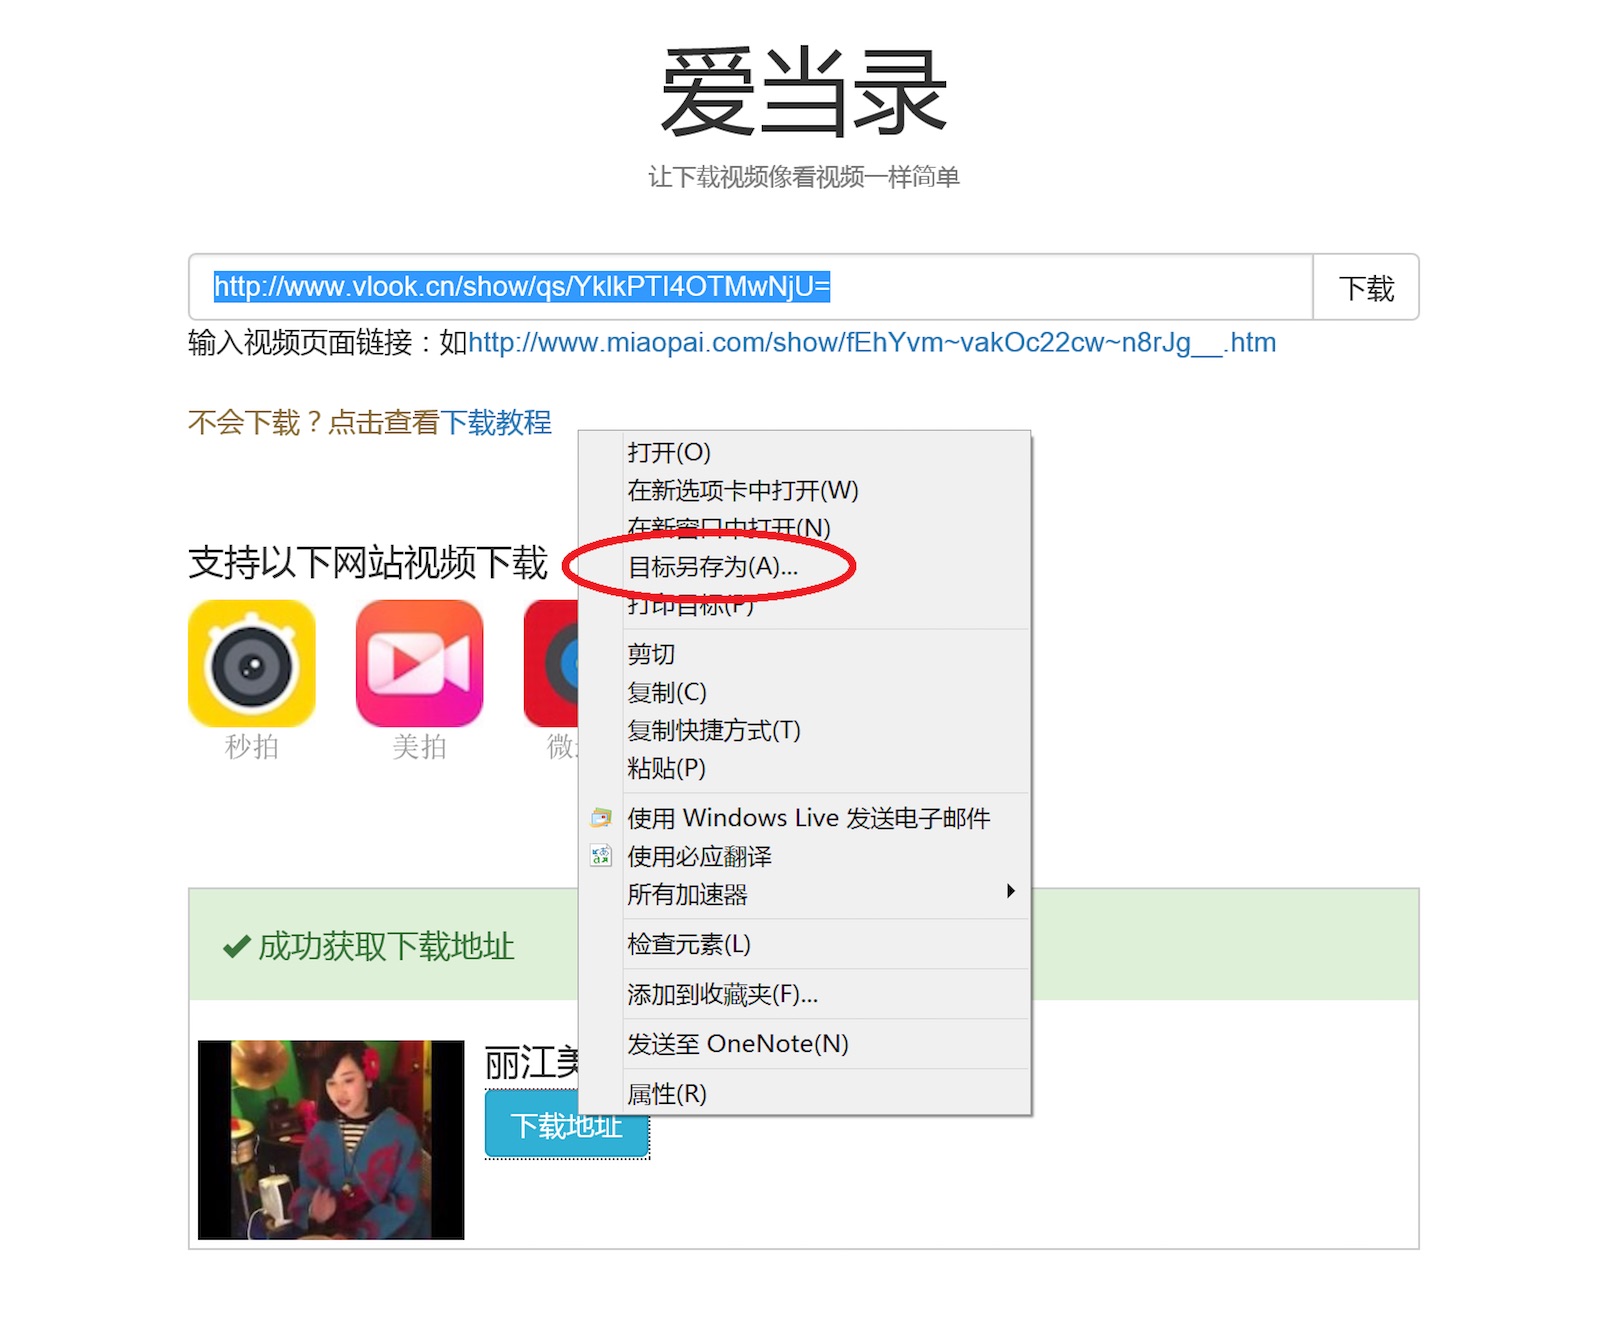 爱当录
让下载视频像看视频一样简单
http://www.vlook.cn/show/qs/YklkPTI4OTMwNjU=
下载
输入视频页面链接：如http://www.miaopai.com/show/fEhYvm~vakOc22cw~n8rJg__.htm
不会下载？点击查看下载教程
支持以下网站视频下载
秒拍
美拍
微
打开(O)
在新选项卡中打开(W)
在新窗口中打开(N)
目标另存为(A)...
打印目标(P)
剪切
复制(C)
复制快捷方式(T)
粘贴(P)
使用 Windows Live 发送电子邮件
使用必应翻译
所有加速器
检查元素(L)
添加到收藏夹(F)...
发送至 OneNote(N)
属性(R)
成功获取下载地址
丽江美
下载地址